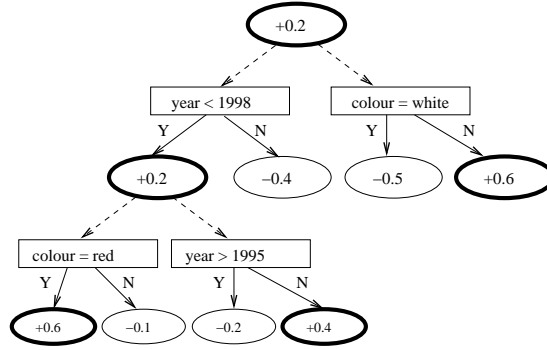 +0.2
year < 1998
colour = white
Y
N
Y
N
+0.2
−0.4
−0.5
+0.6
colour = red
year > 1995
Y
N
Y
N
+0.6
−0.1
−0.2
+0.4